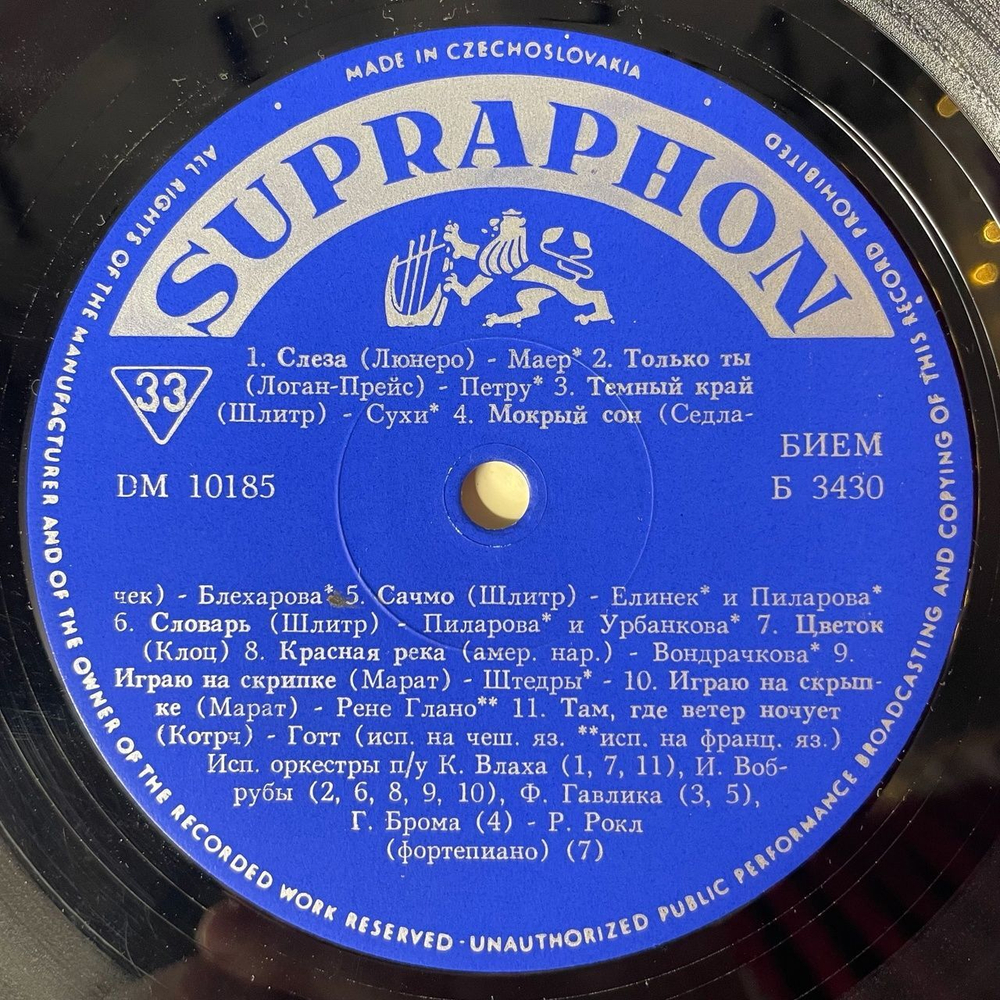 MADE IN CZECHOSLOVAKIA
ALL RIGHTS OF THE MANUFACTURER AND OF THE OWNER OF THE RECORDED WORK RESERVED · UNAUTHORIZED PUBLIC PERFORMANCE BROADCASTING AND COPYING OF THIS RECORD PROHIBITED
SUPRAPHON
1. Слеза (Люнеро) - Маер* 2. Только ты
(Логан-Прейс) - Петру* 3. Темный край
(Шлитр) - Сухи* 4. Мокрый сон (Седла-
33
БИЕМ
DM 10185
Б 3430
чек) - Блехарова* 5. Сачмо (Шлитр) - Елинек* и Пиларова*
6. Словарь (Шлитр) - Пиларова* и Урбанкова* 7. Цветок
(Клоц) 8. Красная река (амер. нар.) - Вондрачкова* 9.
Играю на скрипке (Марат) - Штедры* - 10. Играю на скрып-
ке (Марат) - Рене Глано** 11. Там, где ветер ночует
(Котрч) - Готт (исп. на чеш. яз. **исп. на франц. яз.)
Исп. оркестры п/у К. Влаха (1, 7, 11), И. Воб-
рубы (2, 6, 8, 9, 10), Ф. Гавлика (3, 5),
Г. Брома (4) - Р. Рокл
(фортепиано) (7)